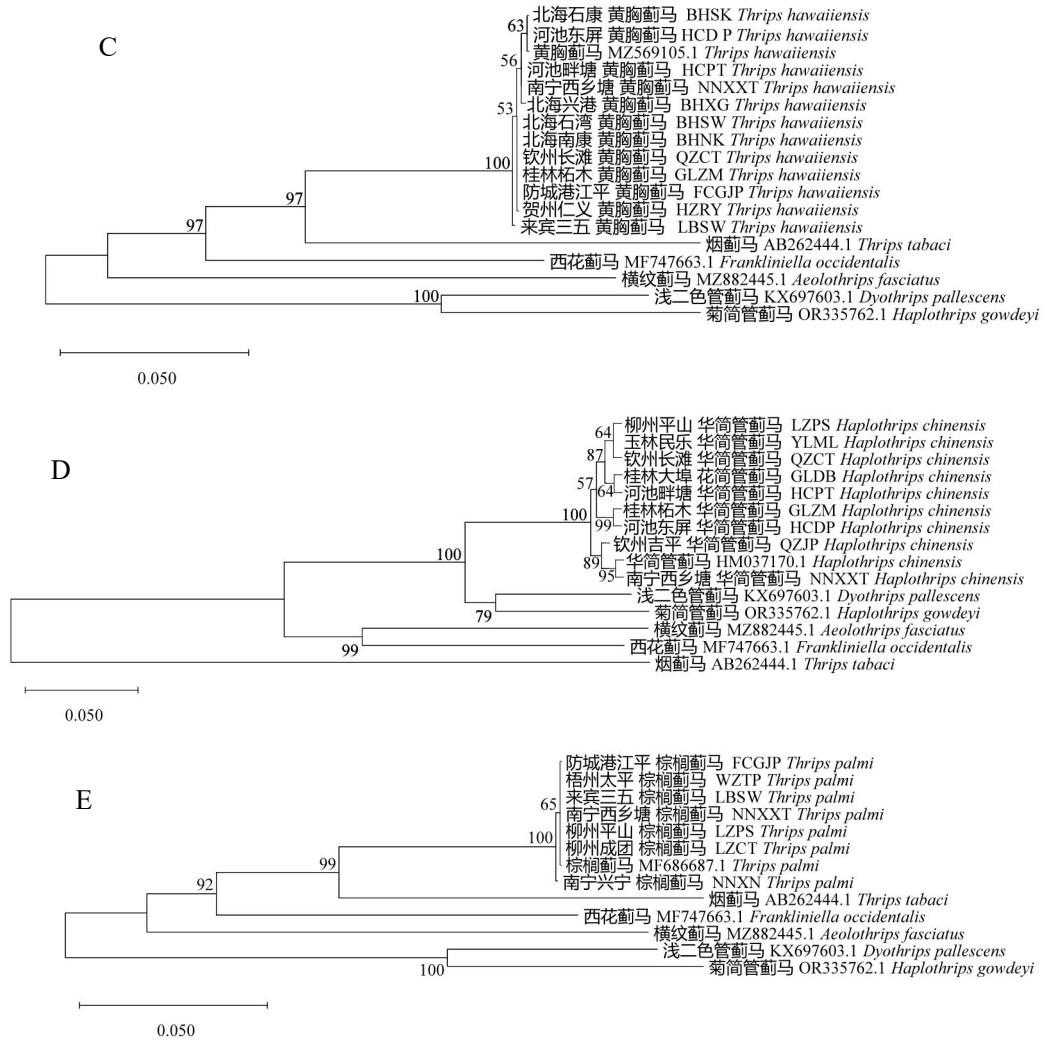 C
63
北海石康 黄胸蓟马 BHSK Thrips hawaiiensis
河池东屏 黄胸蓟马 HCD P Thrips hawaiiensis
黄胸蓟马 MZ569105.1 Thrips hawaiiensis
56
河池畔塘 黄胸蓟马 HCPT Thrips hawaiiensis
南宁西乡塘 黄胸蓟马 NNXXT Thrips hawaiiensis
53
北海兴港 黄胸蓟马 BHXG Thrips hawaiiensis
北海石湾 黄胸蓟马 BHSW Thrips hawaiiensis
北海南康 黄胸蓟马 BHNK Thrips hawaiiensis
100
钦州长滩 黄胸蓟马 QZCT Thrips hawaiiensis
桂林柘木 黄胸蓟马 GLZM Thrips hawaiiensis
97
防城港江平 黄胸蓟马 FCGJP Thrips hawaiiensis
贺州仁义 黄胸蓟马 HZRY Thrips hawaiiensis
97
来宾三五 黄胸蓟马 LBSW Thrips hawaiiensis
烟蓟马 AB262444.1 Thrips tabaci
西花蓟马 MF747663.1 Frankliniella occidentalis
横纹蓟马 MZ882445.1 Aeolothrips fasciatus
100
浅二色管蓟马 KX697603.1 Dyothrips pallescens
菊简管蓟马 OR335762.1 Haplothrips gowdeyi
0.050
D
64
柳州平山 华简管蓟马 LZPS Haplothrips chinensis
玉林民乐 华简管蓟马 YLML Haplothrips chinensis
87
钦州长滩 华简管蓟马 QZCT Haplothrips chinensis
57
桂林大埠 花简管蓟马 GLDB Haplothrips chinensis
64
河池畔塘 华简管蓟马 HCPT Haplothrips chinensis
100
桂林柘木 华简管蓟马 GLZM Haplothrips chinensis
99
河池东屏 华简管蓟马 HCDP Haplothrips chinensis
钦州吉平 华简管蓟马 QZJP Haplothrips chinensis
100
89
华简管蓟马 HM037170.1 Haplothrips chinensis
95
南宁西乡塘 华简管蓟马 NNXXT Haplothrips chinensis
浅二色管蓟马 KX697603.1 Dyothrips pallescens
79
菊简管蓟马 OR335762.1 Haplothrips gowdeyi
横纹蓟马 MZ882445.1 Aeolothrips fasciatus
99
西花蓟马 MF747663.1 Frankliniella occidentalis
烟蓟马 AB262444.1 Thrips tabaci
0.050
E
防城港江平 棕榈蓟马 FCGJP Thrips palmi
梧州太平 棕榈蓟马 WZTP Thrips palmi
65
来宾三五 棕榈蓟马 LBSW Thrips palmi
南宁西乡塘 棕榈蓟马 NNXXT Thrips palmi
100
柳州平山 棕榈蓟马 LZPS Thrips palmi
柳州成团 棕榈蓟马 LZCT Thrips palmi
99
棕榈蓟马 MF686687.1 Thrips palmi
92
南宁兴宁 棕榈蓟马 NNXN Thrips palmi
烟蓟马 AB262444.1 Thrips tabaci
西花蓟马 MF747663.1 Frankliniella occidentalis
横纹蓟马 MZ882445.1 Aeolothrips fasciatus
浅二色管蓟马 KX697603.1 Dyothrips pallescens
100
菊简管蓟马 OR335762.1 Haplothrips gowdeyi
0.050